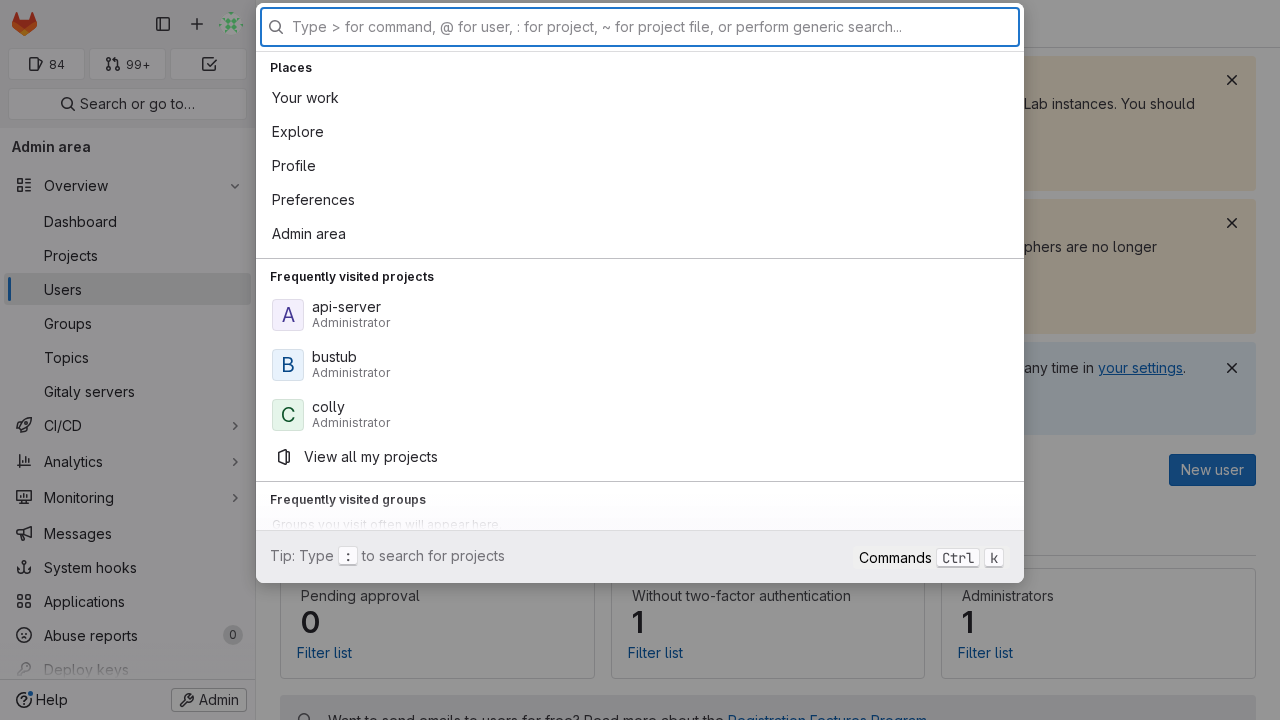 Type > for command, @ for user, : for project, ~ for project file, or perform generic search...
84
99+
Search or go to…
Admin area
Overview
Dashboard
Projects
Users
Groups
Topics
Gitaly servers
CI/CD
Analytics
Monitoring
Messages
System hooks
Applications
Abuse reports
0
Deploy keys
Help
Admin
Places
Your work
Explore
Profile
Preferences
Admin area
Frequently visited projects
A
api-server
Administrator
B
bustub
Administrator
C
colly
Administrator
View all my projects
Frequently visited groups
Groups you visit often will appear here.
Tip: Type : to search for projects
Commands Ctrl k
Lab instances. You should
phers are no longer
any time in your settings.
New user
Pending approval
0
Filter list
Without two-factor authentication
1
Filter list
Administrators
1
Filter list
Want to send emails to users for free? Read more about the Registration Features Program.